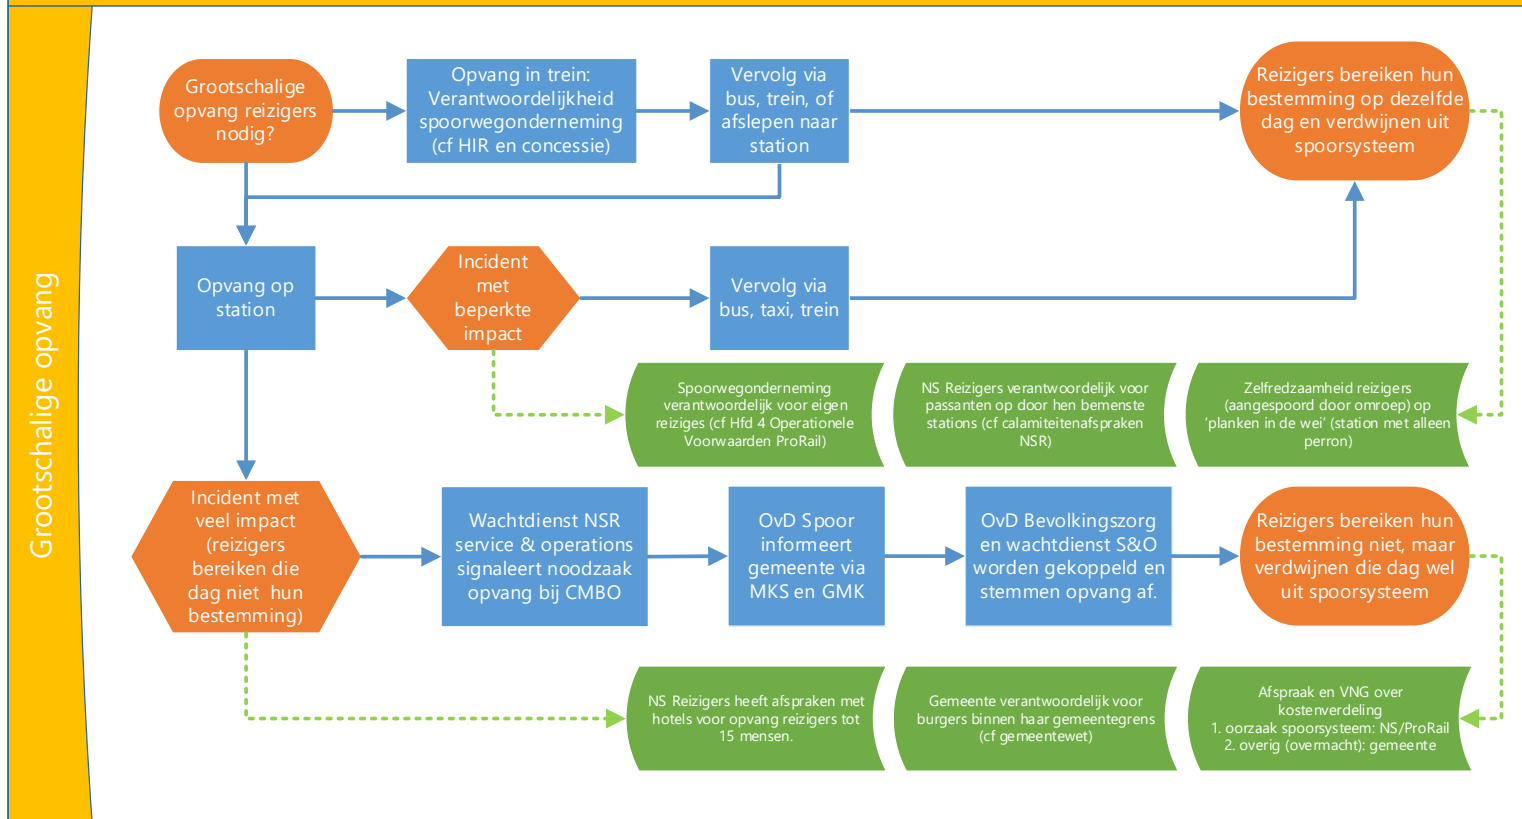 Grootschalige opvang
Grootschalige
opvang reizigers
nodig?
Opvang in trein:
Verantwoordelijkheid
spoorwegonderneming
(cf HIR en concessie)
Vervolg via
bus, trein, of
afslepen naar
station
Reizigers bereiken hun
bestemming op dezelfde
dag en verdwijnen uit
spoorsysteem
Opvang op
station
Incident
met
beperkte
impact
Vervolg via
bus, taxi, trein
Spoorwegonderneming
verantwoordelijk voor eigen
reiziges (cf Hfd 4 Operationele
Voorwaarden ProRail)
NS Reizigers verantwoordelijk voor
passanten op door hen bemenste
stations (cf calamiteitenafspraken
NSR)
Zelfredzaamheid reizigers
(aangespoord door omroep) op
‘planken in de wei’ (station met alleen
perron)
Incident met
veel impact
(reizigers
bereiken die
dag niet hun
bestemming)
Wachtdienst NSR
service & operations
signaleert noodzaak
opvang bij CMBO
OvD Spoor
informeert
gemeente via
MKS en GMK
OvD Bevolkingszorg
en wachtdienst S&O
worden gekoppeld en
stemmen opvang af.
Reizigers bereiken hun
bestemming niet, maar
verdwijnen die dag wel
uit spoorsysteem
NS Reizigers heeft afspraken met
hotels voor opvang reizigers tot
15 mensen.
Gemeente verantwoordelijk voor
burgers binnen haar gemeentegrens
(cf gemeentewet)
Afspraak en VNG over
kostenverdeling
1. oorzaak spoorsysteem: NS/ProRail
2. overig (overmacht): gemeente